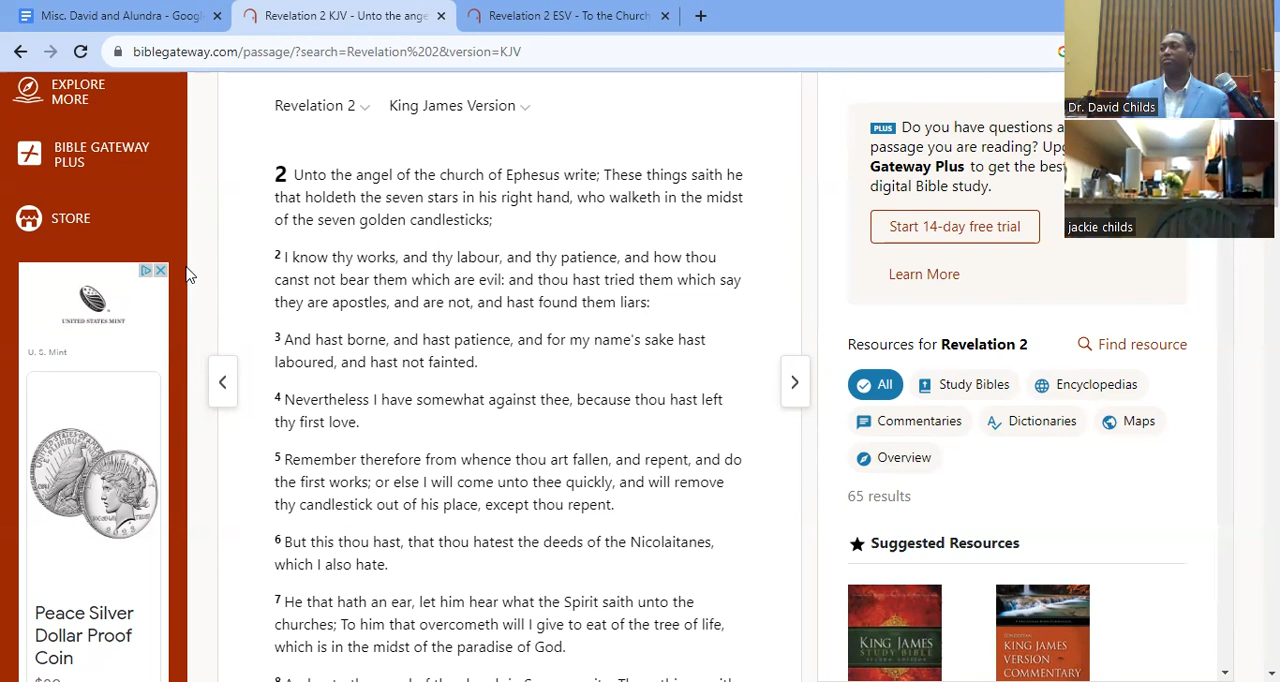 Misc. David and Alundra - Googl
Revelation 2 KJV - Unto the ange
Revelation 2 ESV - To the Church
biblegateway.com/passage/?search=Revelation%202&version=KJV
EXPLORE
MORE
BIBLE GATEWAY
PLUS
STORE
UNITED STATES MINT
U. S. Mint
Peace Silver
Dollar Proof
Coin
Revelation 2
King James Version
2 Unto the angel of the church of Ephesus write; These things saith he
that holdeth the seven stars in his right hand, who walketh in the midst
of the seven golden candlesticks;
2 I know thy works, and thy labour, and thy patience, and how thou
canst not bear them which are evil: and thou hast tried them which say
they are apostles, and are not, and hast found them liars:
3 And hast borne, and hast patience, and for my name's sake hast
laboured, and hast not fainted.
4 Nevertheless I have somewhat against thee, because thou hast left
thy first love.
5 Remember therefore from whence thou art fallen, and repent, and do
the first works; or else I will come unto thee quickly, and will remove
thy candlestick out of his place, except thou repent.
6 But this thou hast, that thou hatest the deeds of the Nicolaitanes,
which I also hate.
7 He that hath an ear, let him hear what the Spirit saith unto the
churches; To him that overcometh will I give to eat of the tree of life,
which is in the midst of the paradise of God.
PLUS Do you have questions a
passage you are reading? Upg
Gateway Plus to get the bes
digital Bible study.
Start 14-day free trial
Learn More
Resources for Revelation 2
Find resource
All
Study Bibles
Encyclopedias
Commentaries
Dictionaries
Maps
Overview
65 results
Suggested Resources
KING JAMES
STUDY BIBLE
SECOND EDITION
KING JAMES
VERSION
COMMENTARY
Dr. David Childs
jackie childs